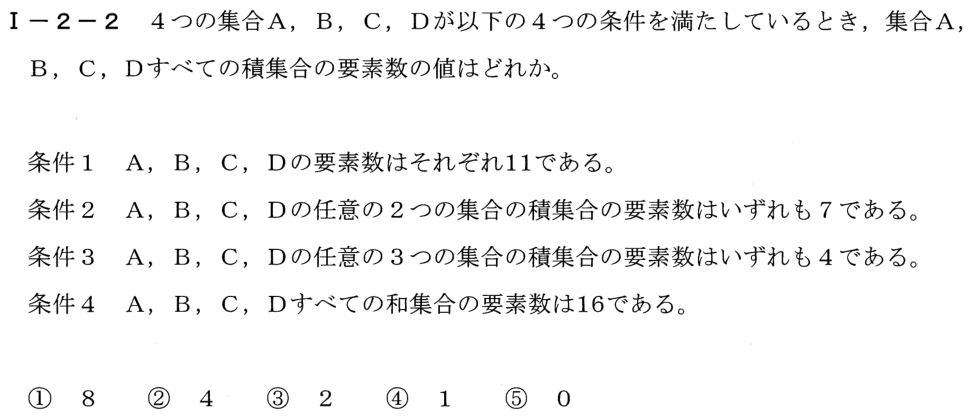 Ⅰ－２－２　４つの集合Ａ，Ｂ，Ｃ，Ｄが以下の４つの条件を満たしているとき，集合Ａ，
Ｂ，Ｃ，Ｄすべての積集合の要素数の値はどれか。
条件１　Ａ，Ｂ，Ｃ，Ｄの要素数はそれぞれ11である。
条件２　Ａ，Ｂ，Ｃ，Ｄの任意の２つの集合の積集合の要素数はいずれも７である。
条件３　Ａ，Ｂ，Ｃ，Ｄの任意の３つの集合の積集合の要素数はいずれも４である。
条件４　Ａ，Ｂ，Ｃ，Ｄすべての和集合の要素数は16である。
①　８　　②　４　　③　２　　④　１　　⑤　０